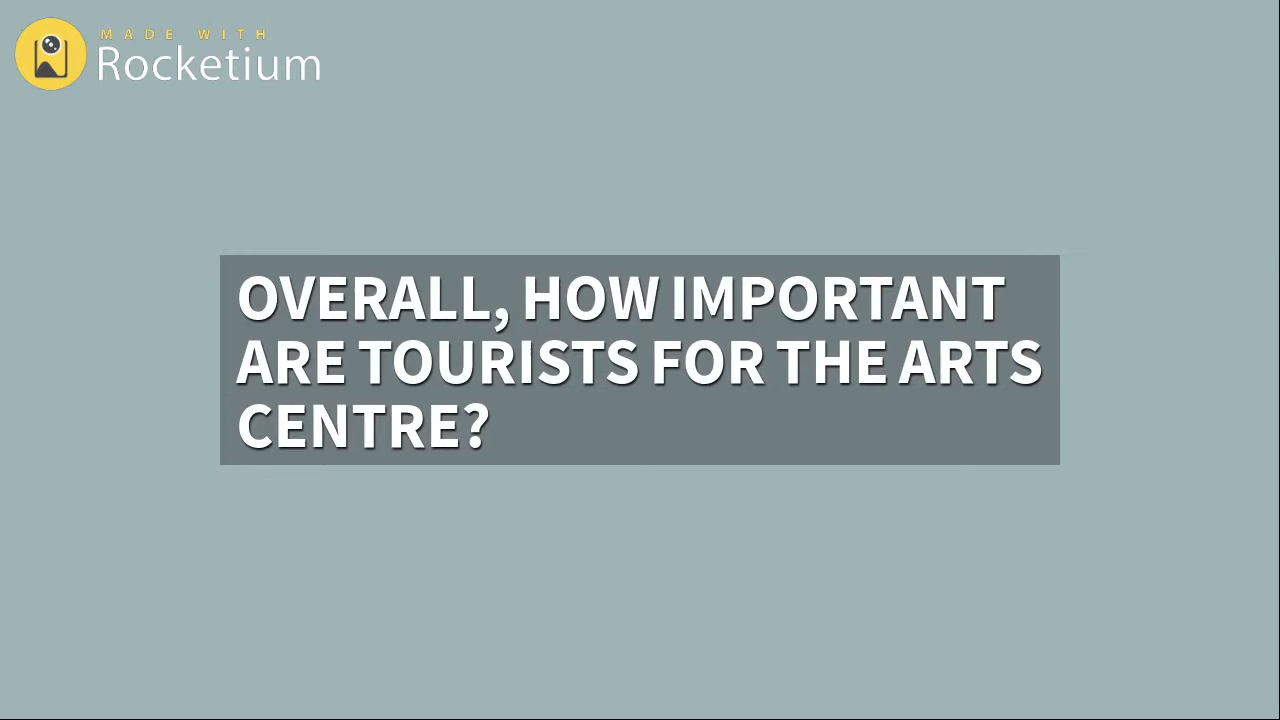 MADE WITH
Rocketium
OVERALL, HOW IMPORTANT
ARE TOURISTS FOR THE ARTS
CENTRE?